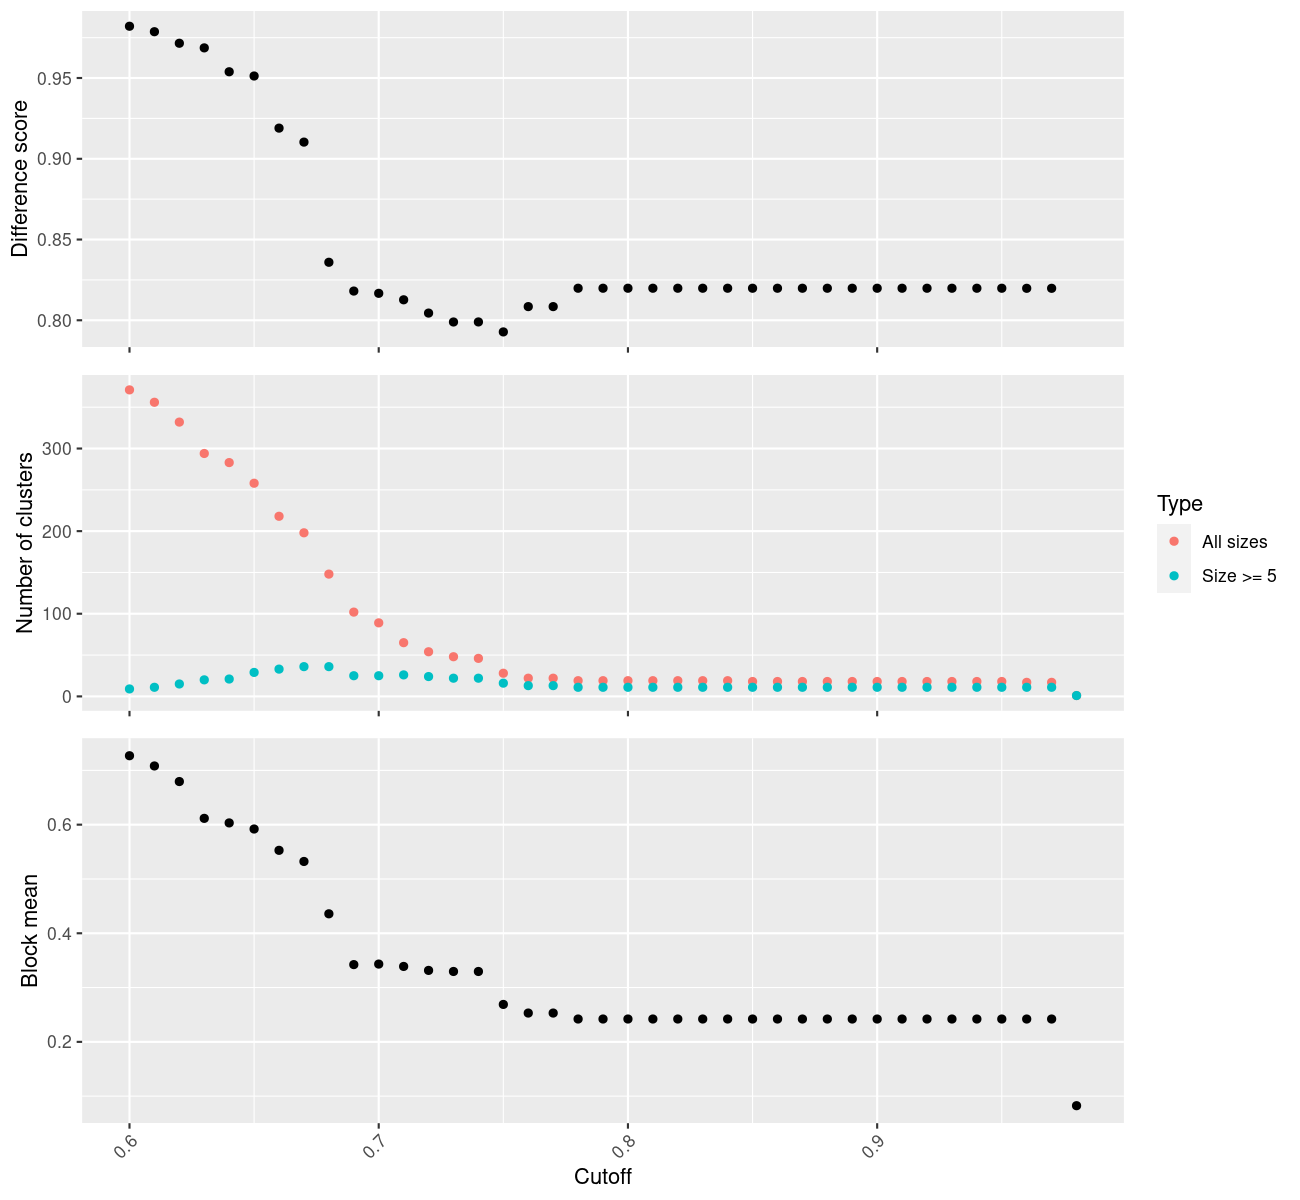 Difference score
0.95
0.90
0.85
0.80
Number of clusters
300
200
100
0
Type
All sizes
Size >= 5
Block mean
0.6
0.4
0.2
0.6
0.7
0.8
0.9
Cutoff